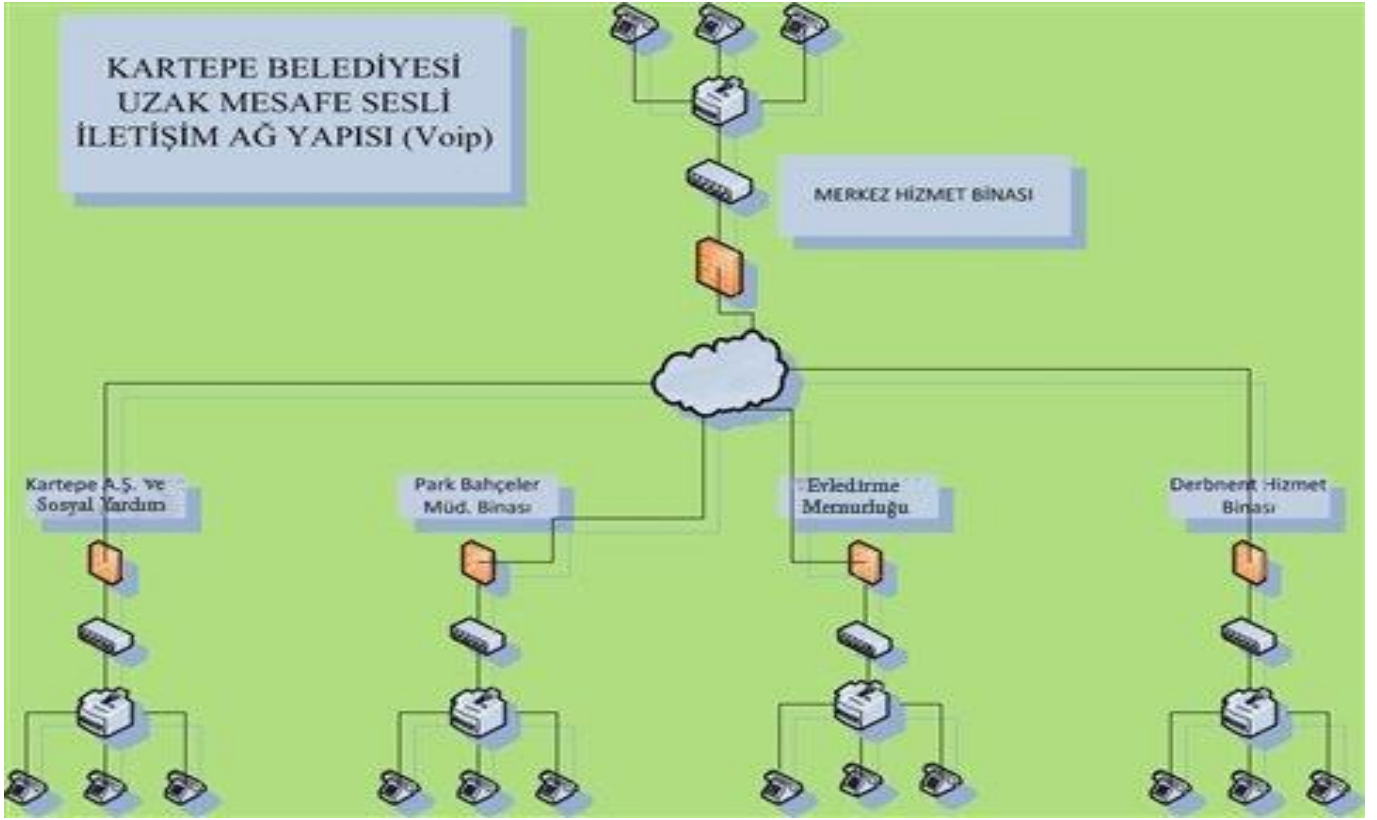 KARTEPE BELEDİYESİ
UZAK MESAFE SESLİ
İLETİŞİM AĞ YAPISI (Voip)
MERKEZ HİZMET BİNASI
Kartepe A.Ş. ve
Sosyal Yardım
Park Bahçeler
Müd. Binası
Evledirme
Memurluğu
Derbnent Hizmet
Binası